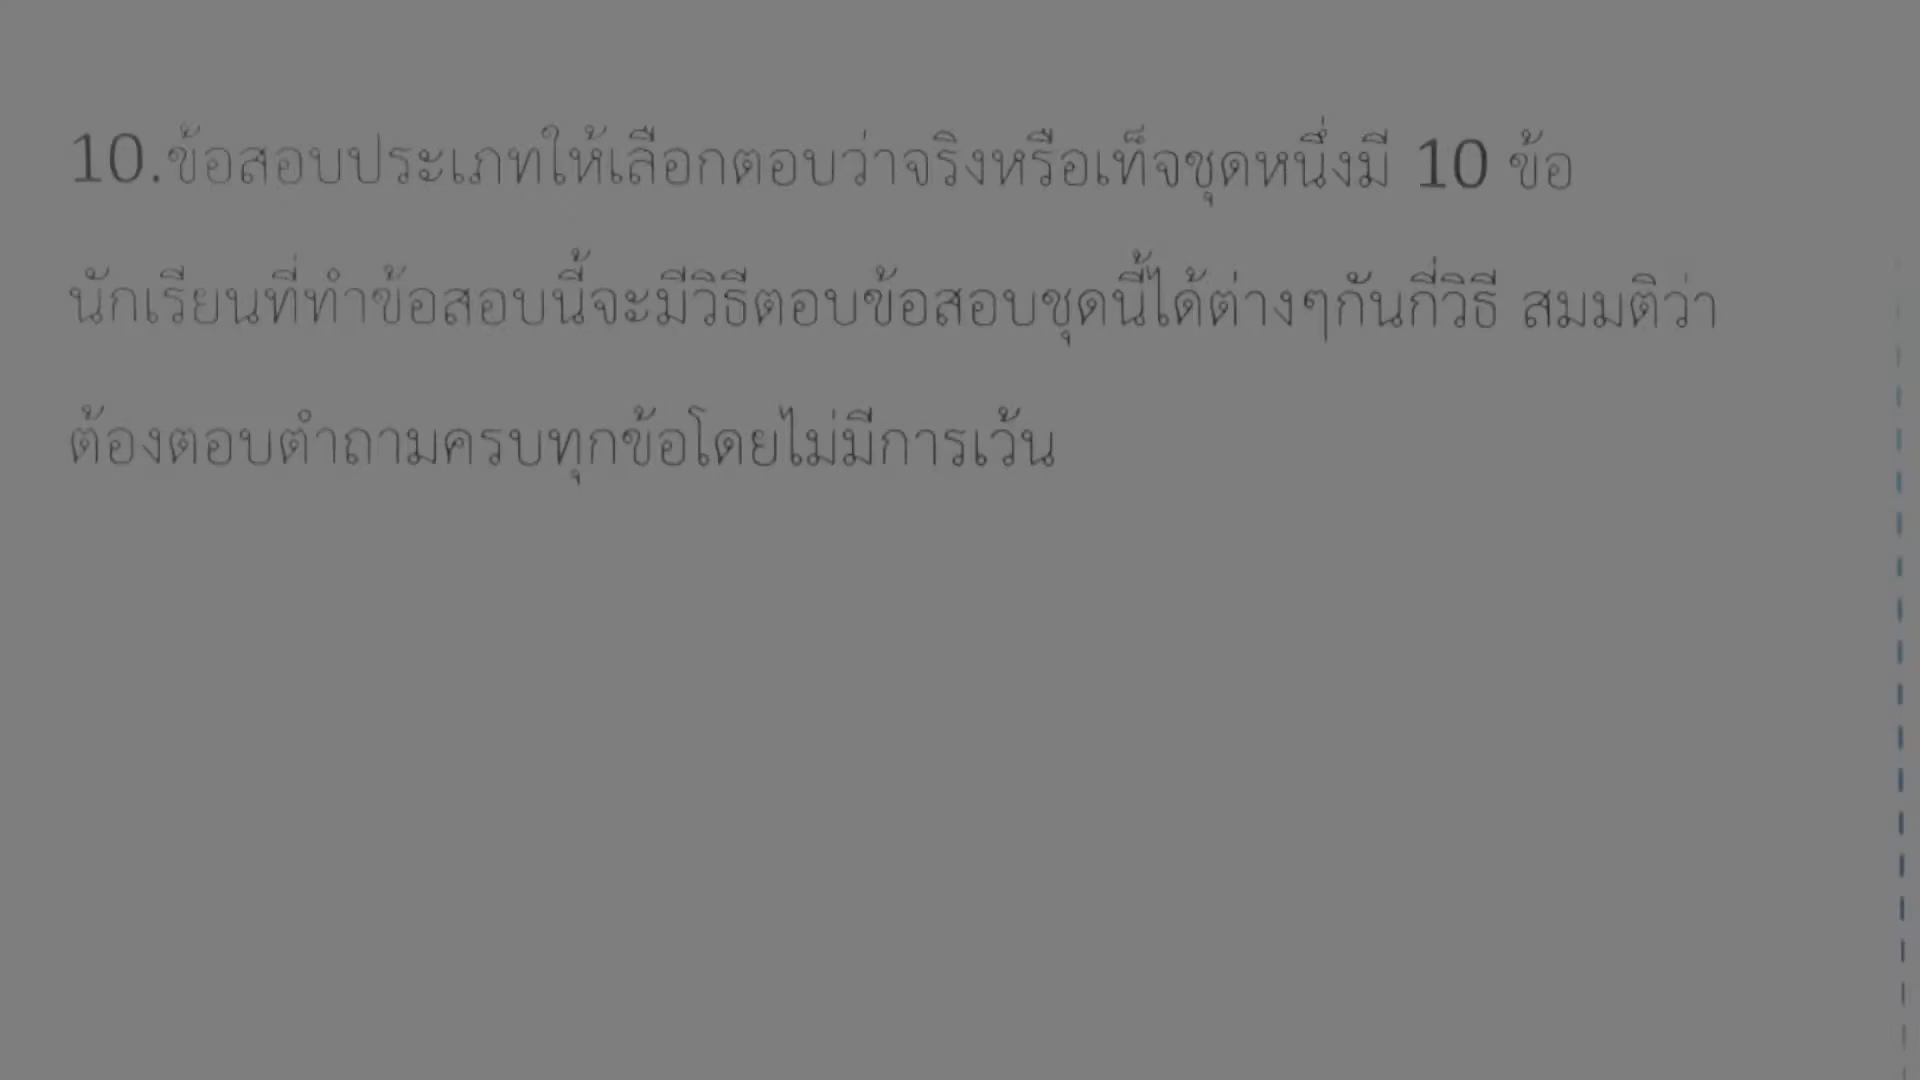 10.ข้อสอบประเภทให้เลือกตอบว่าจริงหรือเท็จชุดหนึ่งมี 10 ข้อ
นักเรียนที่ทำข้อสอบนี้จะมีวิธีตอบข้อสอบชุดนี้ได้ต่างๆกันกี่วิธี สมมติว่า
ต้องตอบตำถามครบทุกข้อโดยไม่มีการเว้น